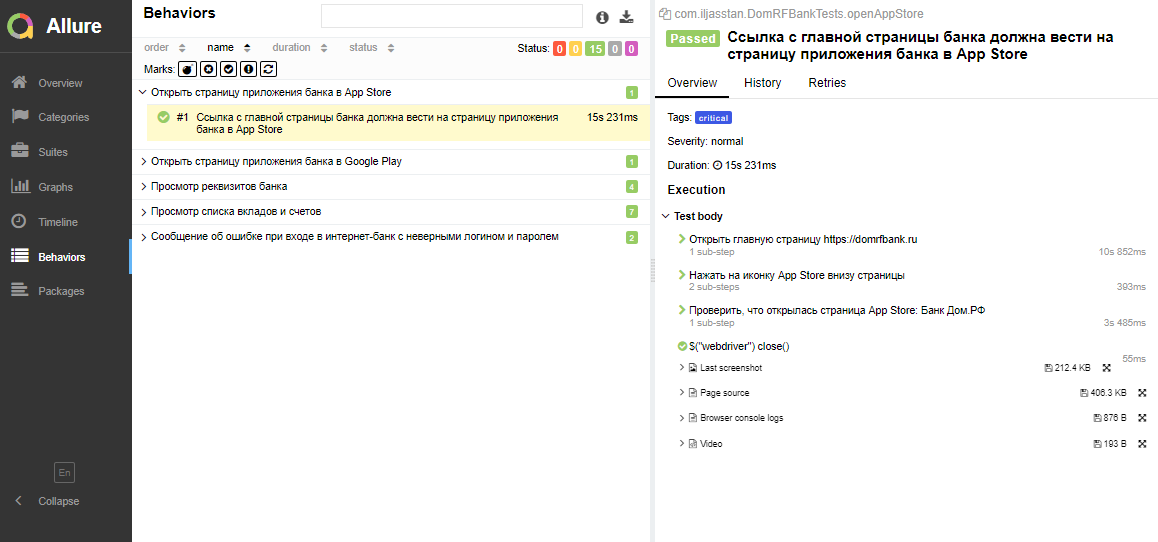 Allure
Overview
Categories
Suites
Graphs
Timeline
Behaviors
Packages
En
Collapse
Behaviors
order name duration status Status: 0 0 15 0 0
Marks:
Открыть страницу приложения банка в App Store 1
#1 Ссылка с главной страницы банка должна вести на страницу приложения 15s 231ms
банка в App Store
Открыть страницу приложения банка в Google Play 1
Просмотр реквизитов банка 4
Просмотр списка вкладов и счетов 7
Сообщение об ошибке при входе в интернет-банк с неверными логином и паролем 2
com.iljasstan.DomRFBankTests.openAppStore
Passed Ссылка с главной страницы банка должна вести на
страницу приложения банка в App Store
Overview History Retries
Tags: critical
Severity: normal
Duration: 15s 231ms
Execution
Test body
Открыть главную страницу https://domrfbank.ru
1 sub-step 10s 852ms
Нажать на иконку App Store внизу страницы
2 sub-steps 393ms
Проверить, что открылась страница App Store: Банк Дом.РФ
1 sub-step 3s 485ms
$("webdriver") close()
55ms
Last screenshot 212.4 KB
Page source 406.3 KB
Browser console logs 876 B
Video 193 B